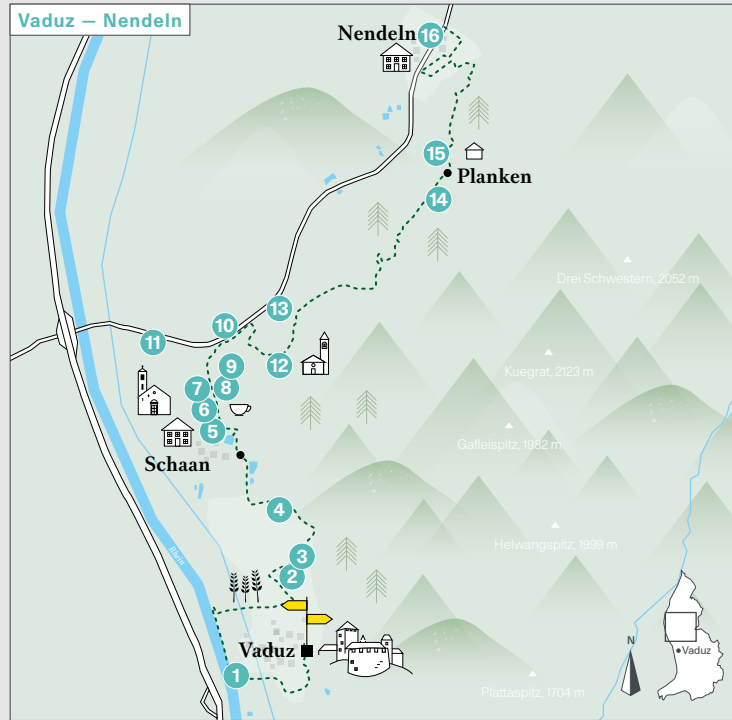 Vaduz — Nendeln
Nendeln
16
15
Planken
14
Drei Schwestern, 2052 m
13
10
11
12
9
Kuegrat, 2123 m
7
8
6
5
Gafleispitz, 1982 m
Schaan
4
Helwangspitz, 1999 m
Rhein
3
2
N
Vaduz
Vaduz
1
Plattaspitz, 1704 m